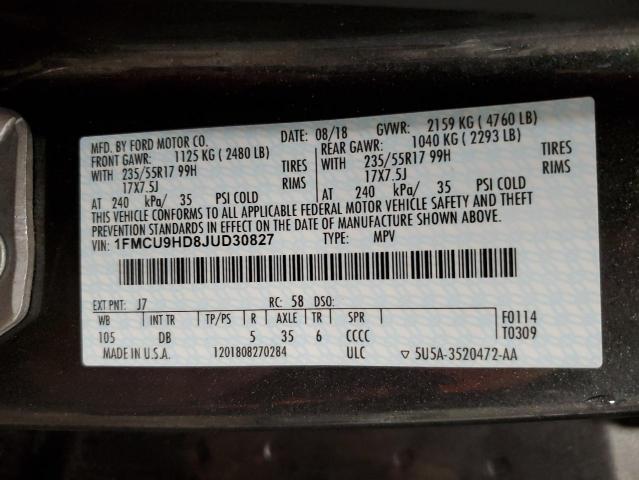 MFD. BY FORD MOTOR CO. DATE: 08/18 GVWR: 2159 KG ( 4760 LB)
FRONT GAWR: 1125 KG ( 2480 LB) REAR GAWR: 1040 KG ( 2293 LB)
WITH 235/55R17 99H TIRES WITH 235/55R17 99H TIRES
17X7.5J RIMS 17X7.5J RIMS
AT 240 kPa/ 35 PSI COLD AT 240 kPa/ 35 PSI COLD
THIS VEHICLE CONFORMS TO ALL APPLICABLE FEDERAL MOTOR VEHICLE SAFETY AND THEFT
PREVENTION STANDARDS IN EFFECT ON THE DATE OF MANUFACTURE SHOWN ABOVE.
VIN: 1FMCU9HD8JUD30827 TYPE: MPV
EXT PNT: J7 RC: 58 DSO:
WB INT TR TP/PS R AXLE TR SPR F0114
105 DB 5 35 6 CCCC T0309
MADE IN U.S.A. 1201808270284 ULC ▽ 5U5A-3520472-AA